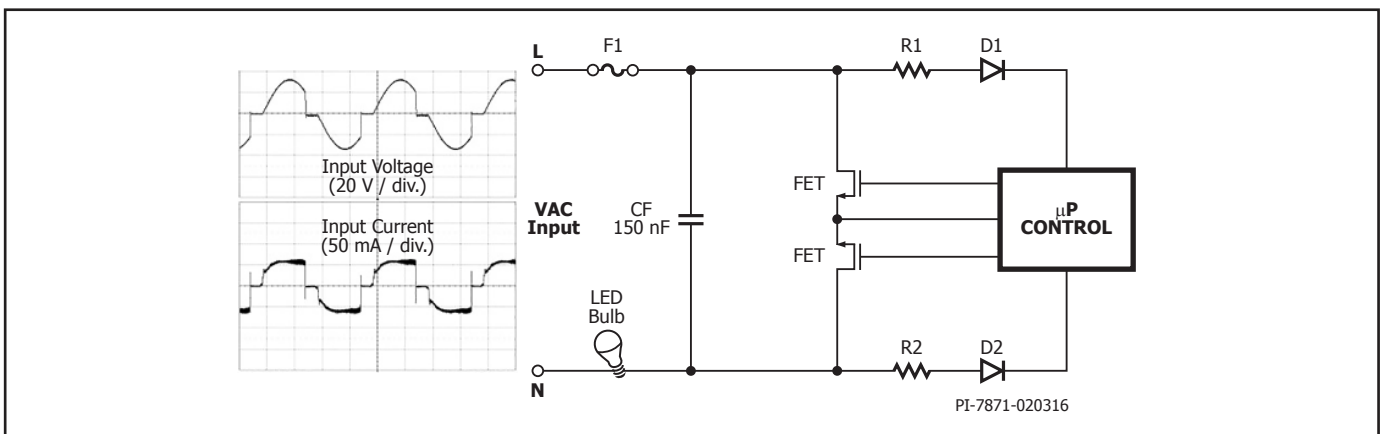 Input Voltage
(20 V / div.)
Input Current
(50 mA / div.)
L
F1
R1
D1
VAC
Input
CF
150 nF
FET
FET
µP
CONTROL
LED
Bulb
N
R2
D2
PI-7871-020316